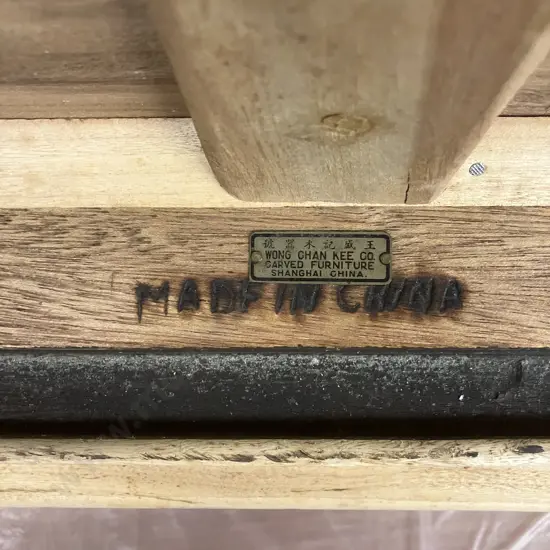 號器木記盛王
WONG CHAN KEE CO.
CARVED FURNITURE
SHANGHAI CHINA.
MADE IN CHINA